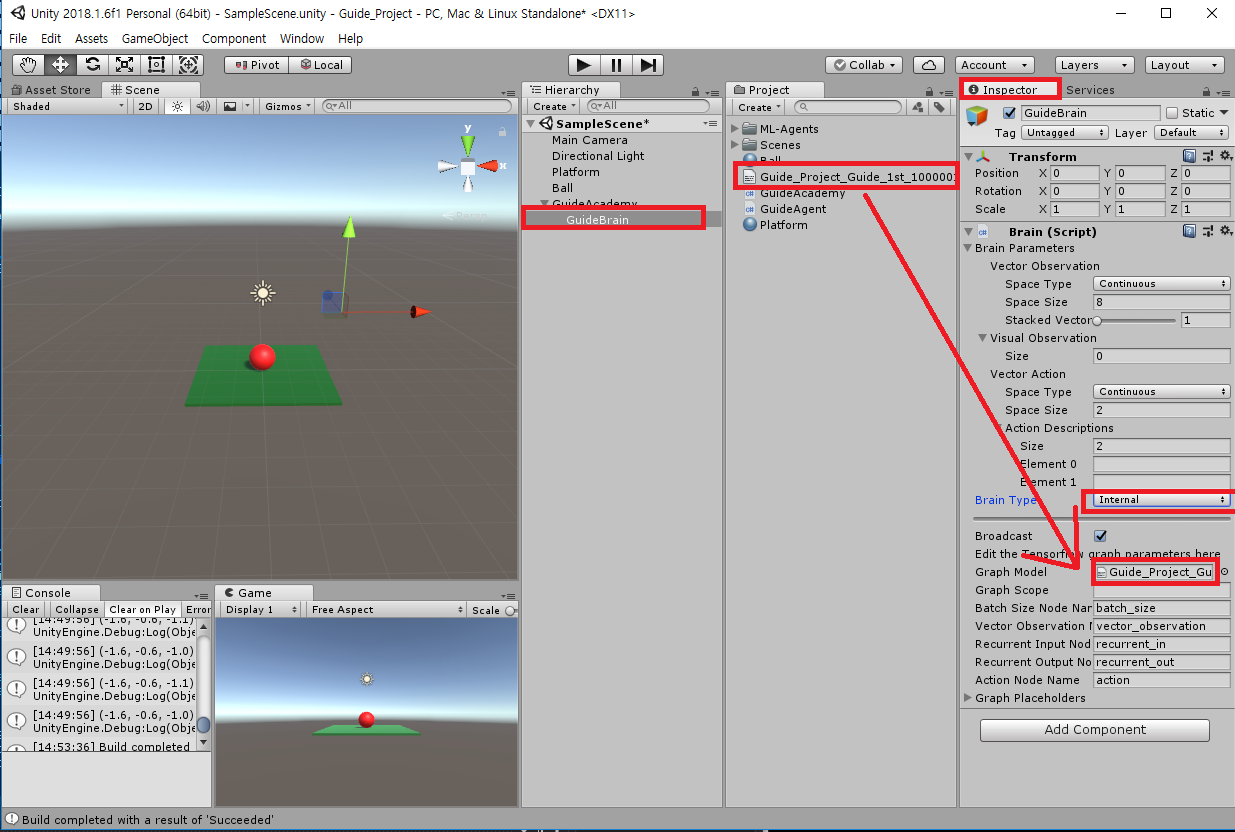 Unity 2018.1.6f1 Personal (64bit) - SampleScene.unity - Guide_Project - PC, Mac & Linux Standalone* <DX11>
File Edit Assets GameObject Component Window Help
Pivot Local Collab Account Layers Layout
Asset Store Scene
Shaded 2D Gizmos All
y
x
Persp
Hierarchy
Create All
SampleScene*
Main Camera
Directional Light
Platform
Ball
GuideAcademy
GuideBrain
Project
Create
ML-Agents
Scenes
Ball
Guide_Project_Guide_1st_1000001
GuideAcademy
GuideAgent
Platform
Inspector Services
GuideBrain Static
Tag Untagged Layer Default
Transform
Position X 0 Y 0 Z 0
Rotation X 0 Y 0 Z 0
Scale X 1 Y 1 Z 1
Brain (Script)
Brain Parameters
Vector Observation
Space Type Continuous
Space Size 8
Stacked Vector 1
Visual Observation
Size 0
Vector Action
Space Type Continuous
Space Size 2
Action Descriptions
Size 2
Element 0
Element 1
Brain Type Internal
Broadcast
Edit the Tensorflow graph parameters here
Graph Model Guide_Project_Gu
Graph Scope
Batch Size Node Nar batch_size
Vector Observation N vector_observation
Recurrent Input Nod recurrent_in
Recurrent Output No recurrent_out
Action Node Name action
Graph Placeholders
Add Component
Console
Clear Collapse Clear on Play Error
[14:49:56] (-1.6, -0.6, -1.1)
UnityEngine.Debug:Log(Obje
[14:49:56] (-1.6, -0.6, -1.0)
UnityEngine.Debug:Log(Obje
[14:49:56] (-1.6, -0.6, -1.1)
UnityEngine.Debug:Log(Obje
[14:49:56] (-1.6, -0.6, -1.0)
UnityEngine.Debug:Log(Obje
[14:53:36] Build completed
Game
Display 1 Free Aspect Scale
Build completed with a result of 'Succeeded'